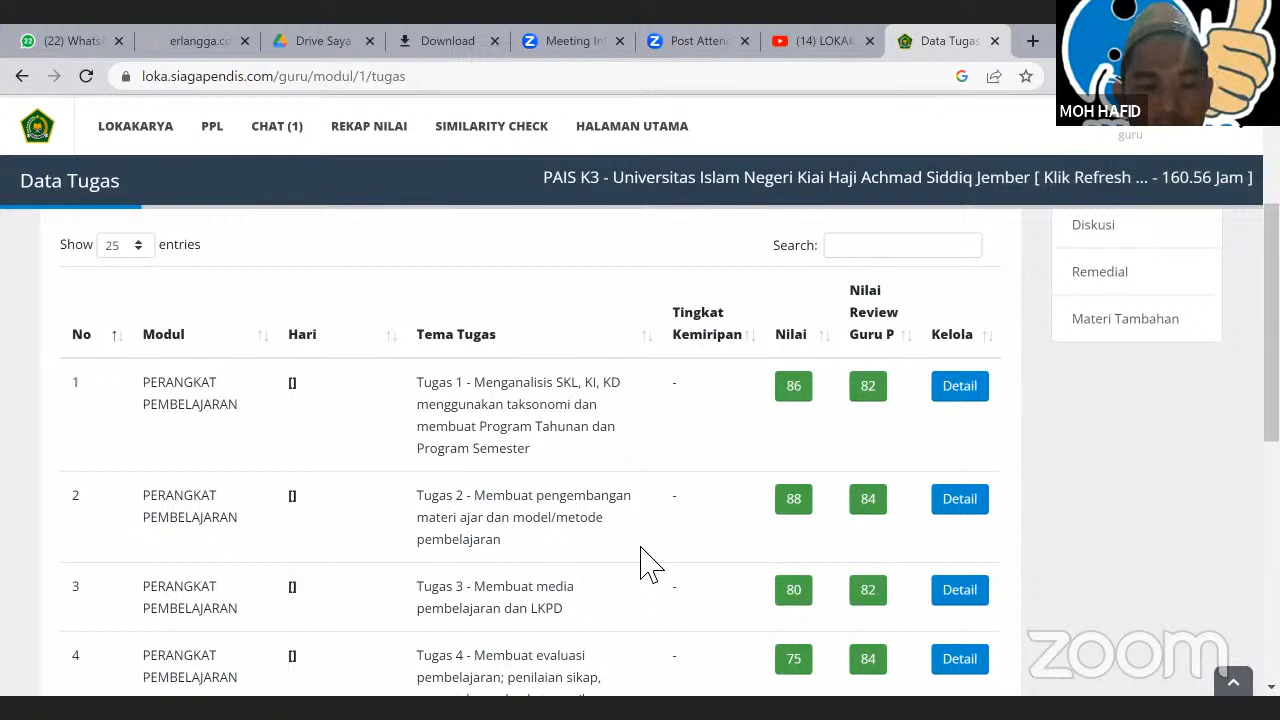 (22) Whats
erlangga.co
Drive Saya
Download
Meeting In
Post Atten
(14) LOKAK
Data Tugas
loka.siagapendis.com/guru/modul/1/tugas
MOH HAFID
LOKAKARYA
PPL
CHAT (1)
REKAP NILAI
SIMILARITY CHECK
HALAMAN UTAMA
guru
Data Tugas
PAIS K3 - Universitas Islam Negeri Kiai Haji Achmad Siddiq Jember [ Klik Refresh ... - 160.56 Jam ]
Show 25 entries
Search:
Diskusi
Remedial
Materi Tambahan
No
Modul
Hari
Tema Tugas
Tingkat
Kemiripan
Nilai
Nilai
Review
Guru P
Kelola
1
PERANGKAT
PEMBELAJARAN
[]
Tugas 1 - Menganalisis SKL, KI, KD
menggunakan taksonomi dan
membuat Program Tahunan dan
Program Semester
-
86
82
Detail
2
PERANGKAT
PEMBELAJARAN
[]
Tugas 2 - Membuat pengembangan
materi ajar dan model/metode
pembelajaran
-
88
84
Detail
3
PERANGKAT
PEMBELAJARAN
[]
Tugas 3 - Membuat media
pembelajaran dan LKPD
-
80
82
Detail
4
PERANGKAT
PEMBELAJARAN
[]
Tugas 4 - Membuat evaluasi
pembelajaran; penilaian sikap,
-
75
84
Detail
zoom